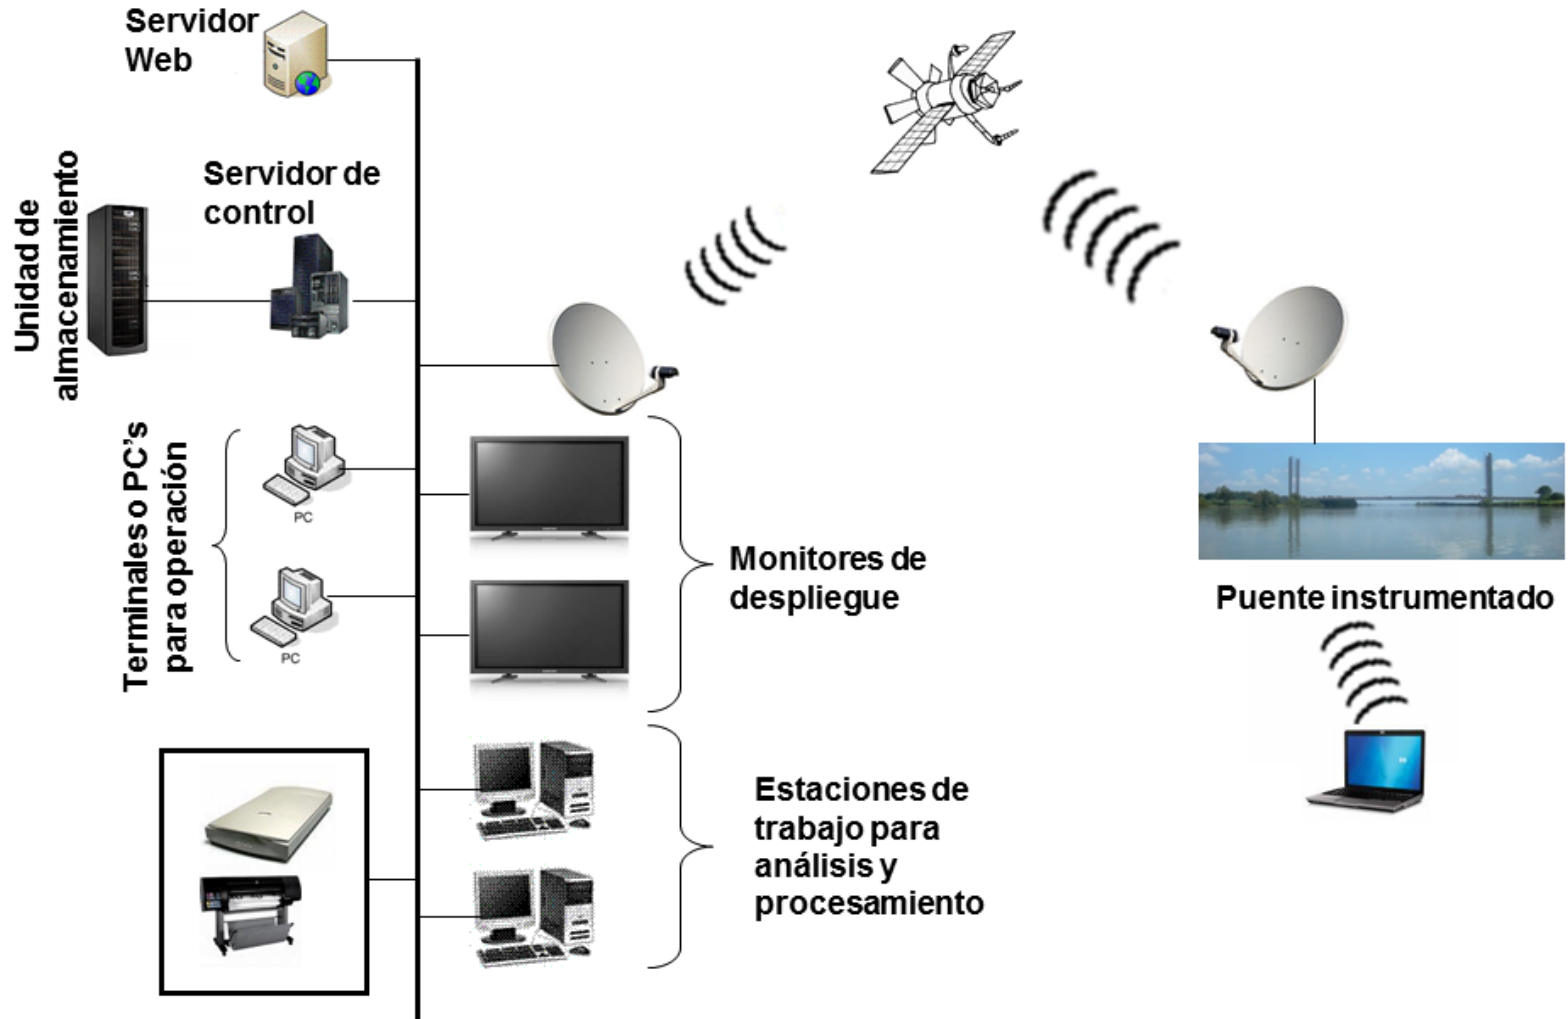 Servidor
Web
Servidor de
control
Unidad de
almacenamiento
Terminales o PC's
para operación
PC
PC
Monitores de
despliegue
Estaciones de
trabajo para
análisis y
procesamiento
Puente instrumentado